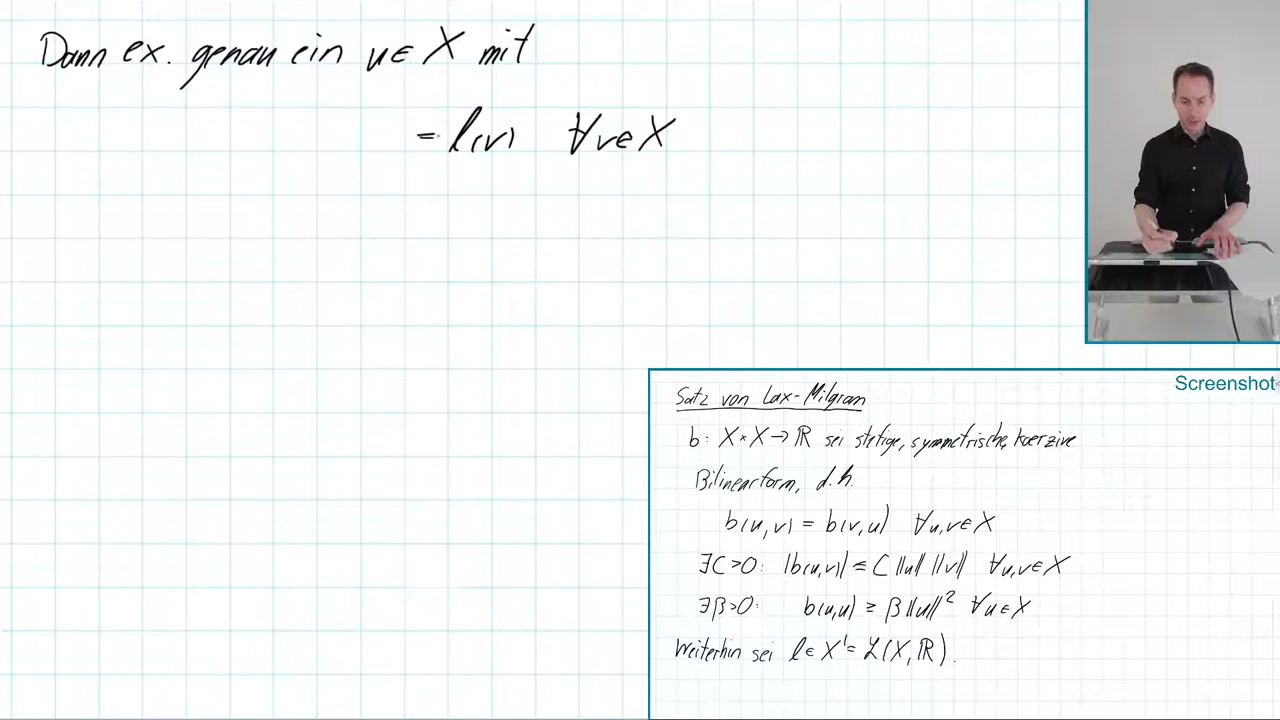 Dann ex. genau ein u∈X mit
= l(v) ∀v∈X
Screenshot
Satz von Lax-Milgram
b: X×X→ℝ sei stetige, symmetrische, koerzive
Bilinearform, d.h.
b(u,v) = b(v,u) ∀u,v∈X
∃C>0: |b(u,v)| ≤ C ||u|| ||v|| ∀u,v∈X
∃β>0: b(u,u) ≥ β ||u||² ∀u∈X
Weiterhin sei l∈X' = L(X,ℝ).